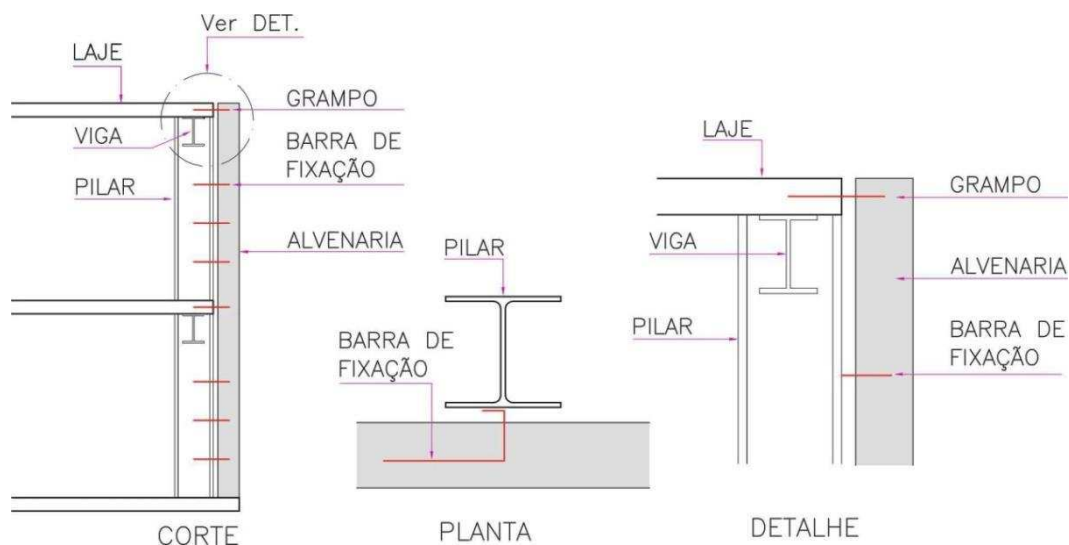 Ver DET.
LAJE
GRAMPO
VIGA
BARRA DE
FIXAÇÃO
PILAR
ALVENARIA
CORTE
PILAR
BARRA DE
FIXAÇÃO
PLANTA
LAJE
GRAMPO
VIGA
ALVENARIA
PILAR
BARRA DE
FIXAÇÃO
DETALHE